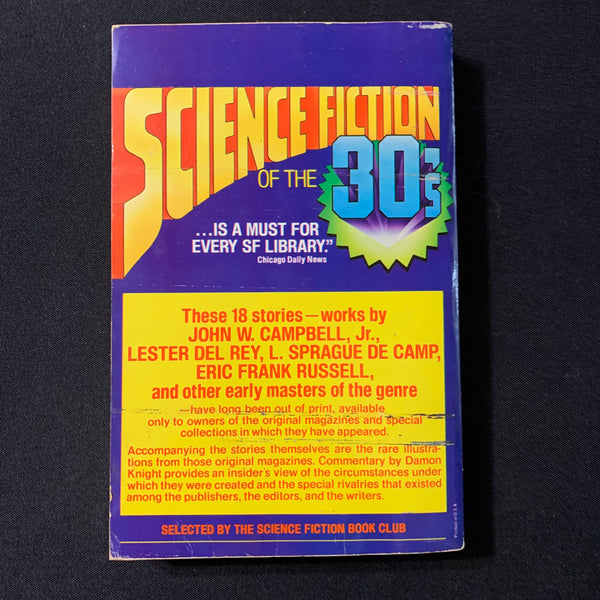 SCIENCE FICTION
OF THE 30's
...IS A MUST FOR
EVERY SF LIBRARY."
Chicago Daily News
These 18 stories—works by
JOHN W. CAMPBELL, Jr.,
LESTER DEL REY, L. SPRAGUE DE CAMP,
ERIC FRANK RUSSELL,
and other early masters of the genre
—have long been out of print, available
only to owners of the original magazines and special
collections in which they have appeared.
Accompanying the stories themselves are the rare illustra-
tions from those original magazines. Commentary by Damon
Knight provides an insider's view of the circumstances under
which they were created and the special rivalries that existed
among the publishers, the editors, and the writers.
SELECTED BY THE SCIENCE FICTION BOOK CLUB
Printed in U.S.A.